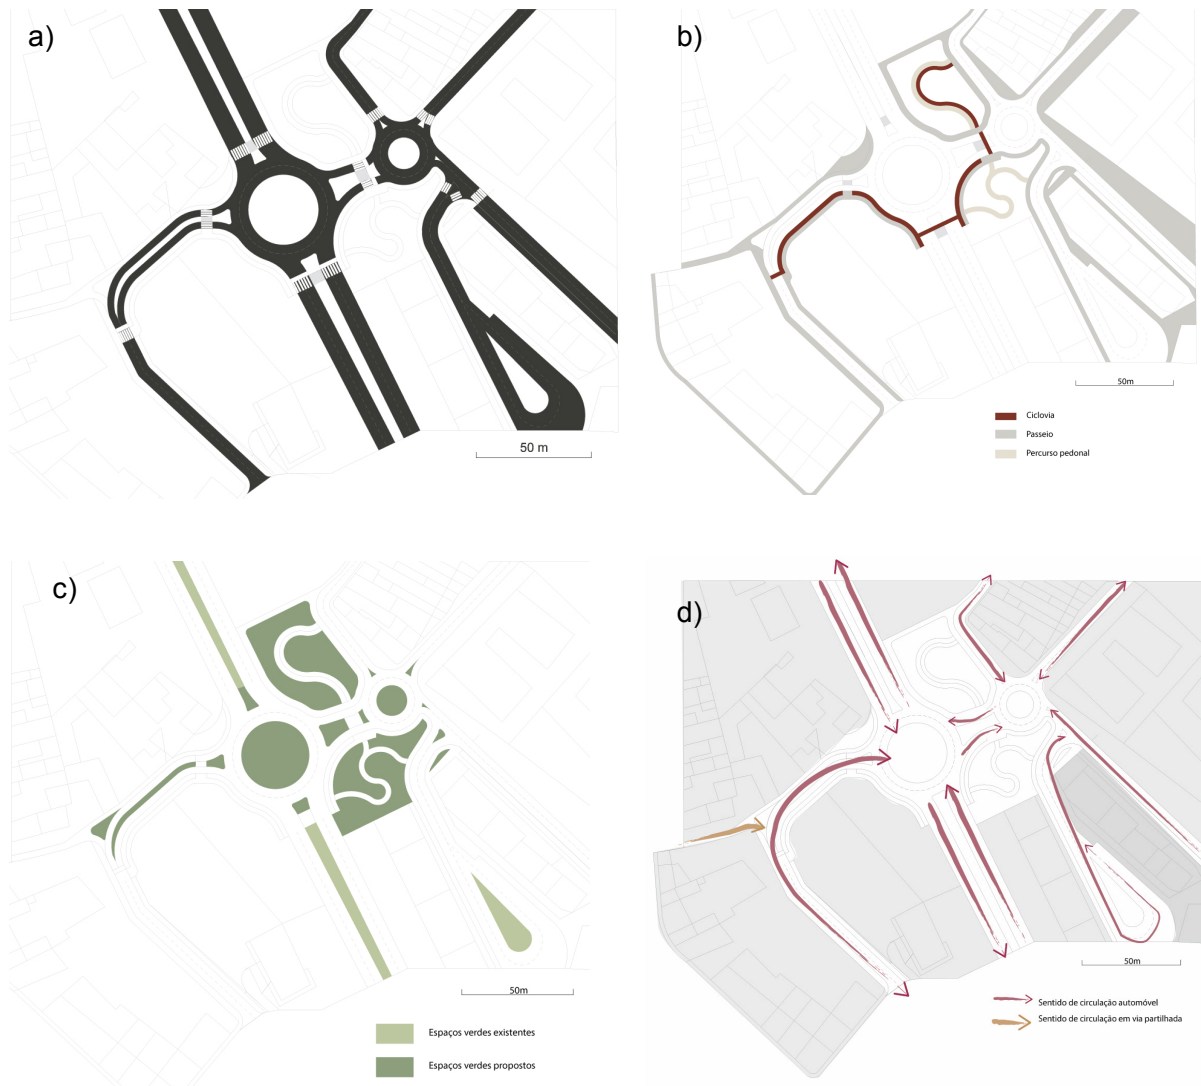 a)
50 m
b)
50m
Ciclovia
Passeio
Percurso pedonal
c)
50m
Espaços verdes existentes
Espaços verdes propostos
d)
50m
Sentido de circulação automóvel
Sentido de circulação em via partilhada